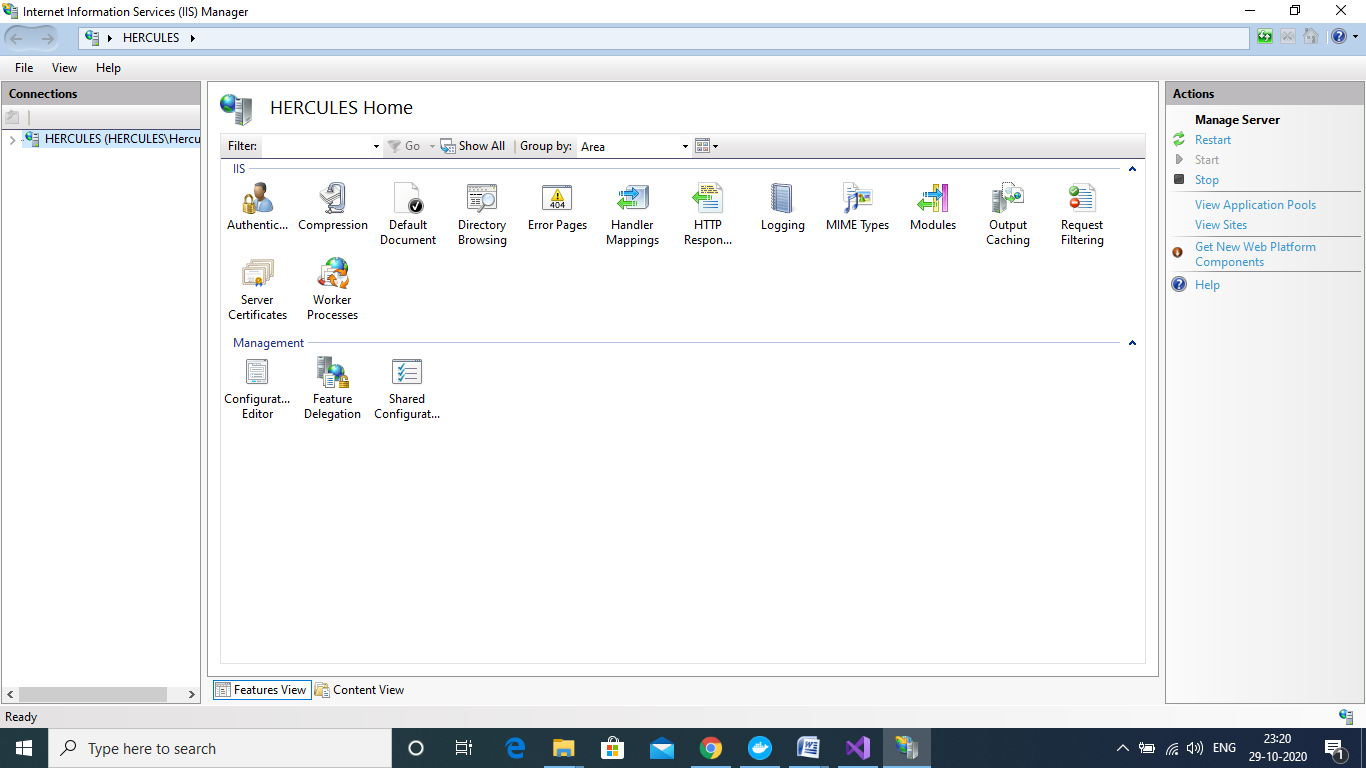 Internet Information Services (IIS) Manager
HERCULES
File View Help
Connections
HERCULES (HERCULES\Hercu
HERCULES Home
Filter: Go Show All Group by: Area
IIS
Authentic...
Compression
Default
Document
Directory
Browsing
Error Pages
Handler
Mappings
HTTP
Respon...
Logging
MIME Types
Modules
Output
Caching
Request
Filtering
Server
Certificates
Worker
Processes
Management
Configurat...
Editor
Feature
Delegation
Shared
Configurat...
Features View Content View
Actions
Manage Server
Restart
Start
Stop
View Application Pools
View Sites
Get New Web Platform
Components
Help
Ready
Type here to search
ENG
23:20
29-10-2020
1
404